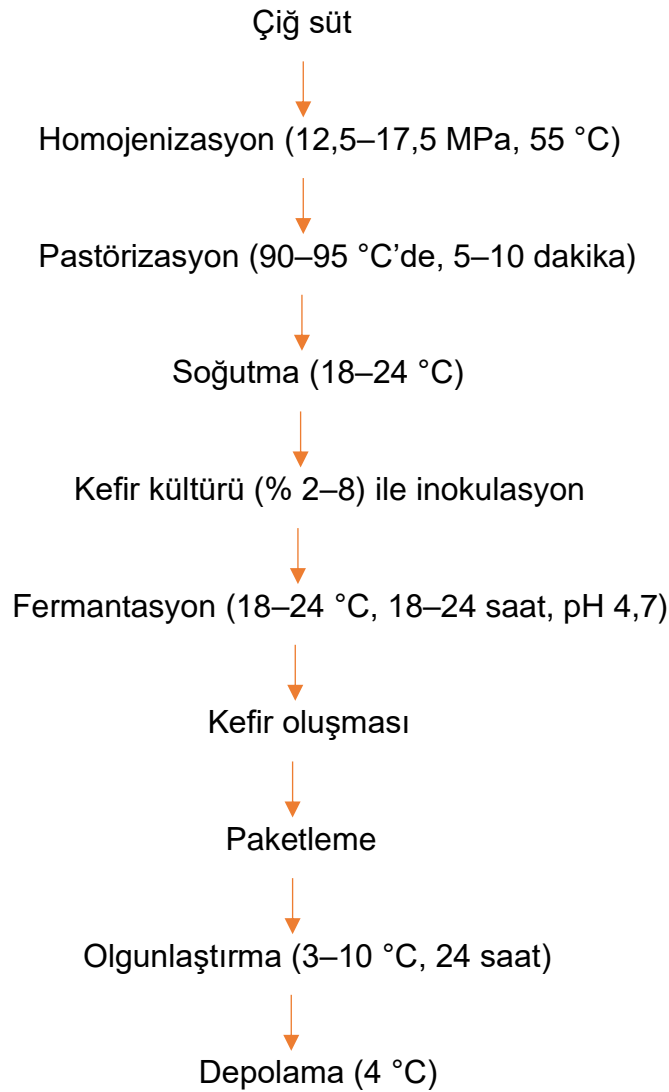 Çiğ süt
Homojenizasyon (12,5–17,5 MPa, 55 °C)
Pastörizasyon (90–95 °C’de, 5–10 dakika)
Soğutma (18–24 °C)
Kefir kültürü (% 2–8) ile inokulasyon
Fermantasyon (18–24 °C, 18–24 saat, pH 4,7)
Kefir oluşması
Paketleme
Olgunlaştırma (3–10 °C, 24 saat)
Depolama (4 °C)